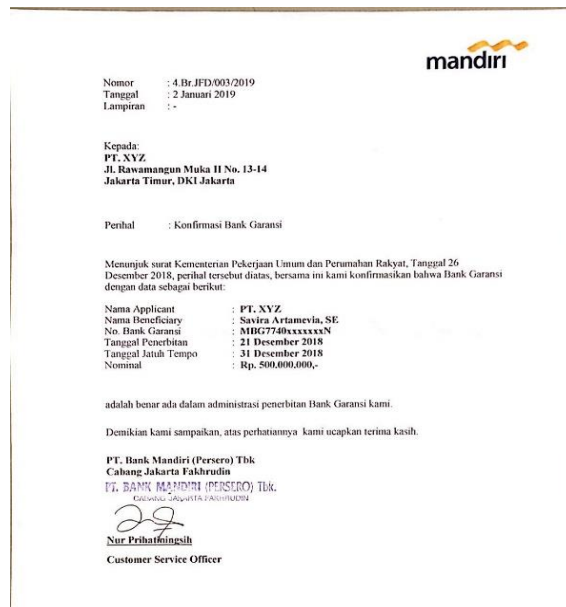 mandiri
Nomor : 4.Br.JFD/003/2019
Tanggal : 2 Januari 2019
Lampiran : -
Kepada:
PT. XYZ
Jl. Rawamangun Muka II No. 13-14
Jakarta Timur, DKI Jakarta
Perihal : Konfirmasi Bank Garansi
Menunjuk surat Kementerian Pekerjaan Umum dan Perumahan Rakyat, Tanggal 26
Desember 2018, perihal tersebut diatas, bersama ini kami konfirmasikan bahwa Bank Garansi
dengan data sebagai berikut:
Nama Applicant : PT. XYZ
Nama Beneficiary : Savira Artamevia, SE
No. Bank Garansi : MBG7740xxxxxxxN
Tanggal Penerbitan : 21 Desember 2018
Tanggal Jatuh Tempo : 31 Desember 2018
Nominal : Rp. 500.000.000,-
adalah benar ada dalam administrasi penerbitan Bank Garansi kami.
Demikian kami sampaikan, atas perhatiannya kami ucapkan terima kasih.
PT. Bank Mandiri (Persero) Tbk
Cabang Jakarta Fakhrudin
PT. BANK MANDIRI (PERSERO) Tbk.
CABANG JAKARTA FAKHRUDIN
Nur Prihatiningsih
Customer Service Officer